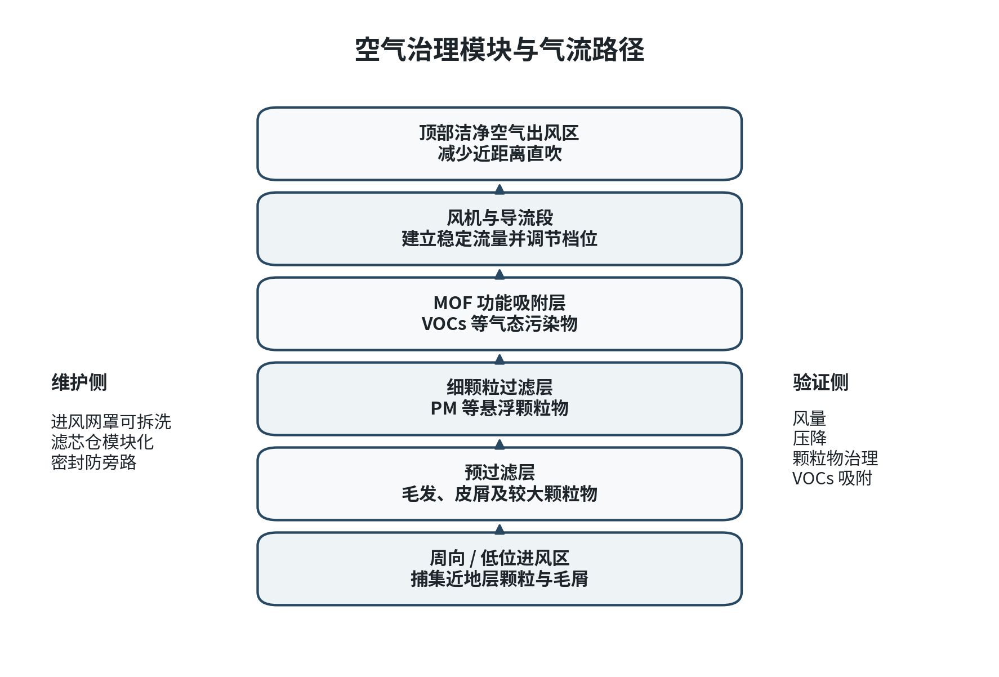 空气治理模块与气流路径
顶部洁净空气出风区
减少近距离直吹
风机与导流段
建立稳定流量并调节档位
MOF 功能吸附层
VOCs 等气态污染物
细颗粒过滤层
PM 等悬浮颗粒物
预过滤层
毛发、皮屑及较大颗粒物
周向 / 低位进风区
捕集近地层颗粒与毛屑
维护侧
进风网罩可拆洗
滤芯仓模块化
密封防旁路
验证侧
风量
压降
颗粒物治理
VOCs 吸附